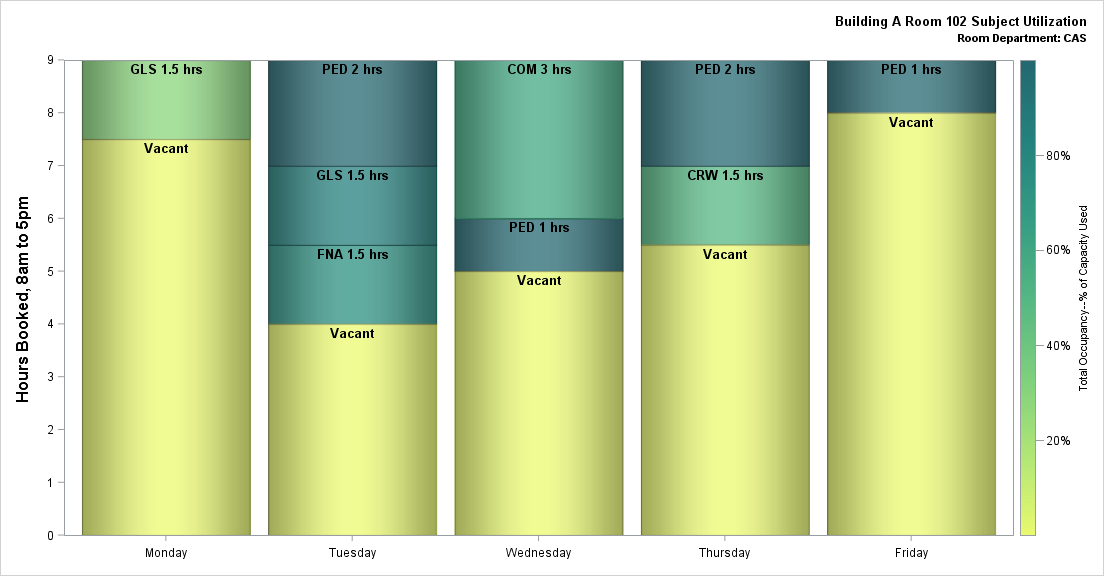 Building A Room 102 Subject Utilization
Room Department: CAS
Hours Booked, 8am to 5pm
9
8
7
6
5
4
3
2
1
0
GLS 1.5 hrs
Vacant
PED 2 hrs
GLS 1.5 hrs
FNA 1.5 hrs
Vacant
COM 3 hrs
PED 1 hrs
Vacant
PED 2 hrs
CRW 1.5 hrs
Vacant
PED 1 hrs
Vacant
Monday
Tuesday
Wednesday
Thursday
Friday
80%
60%
40%
20%
Total Occupancy--% of Capacity Used